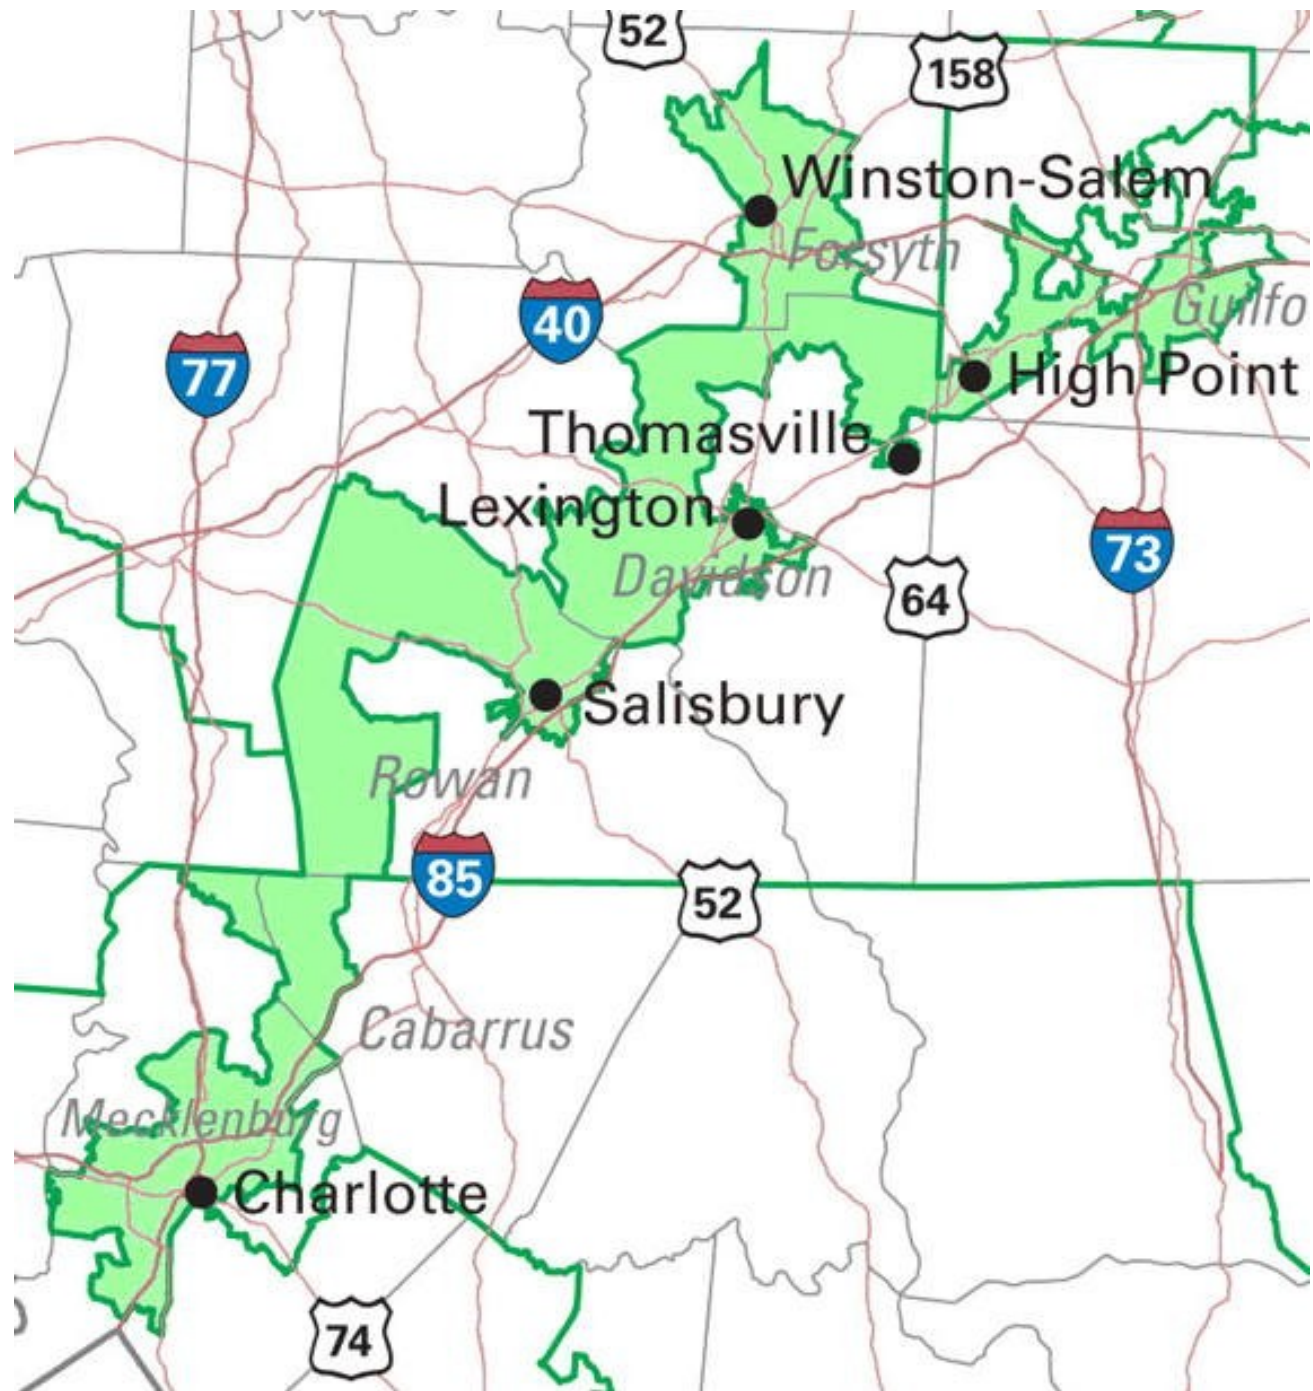 52
158
Winston-Salem
Forsyth
Guilfo
40
77
High Point
Thomasville
Lexington
73
Davidson
64
Salisbury
Rowan
85
52
Cabarrus
Mecklenburg
Charlotte
74